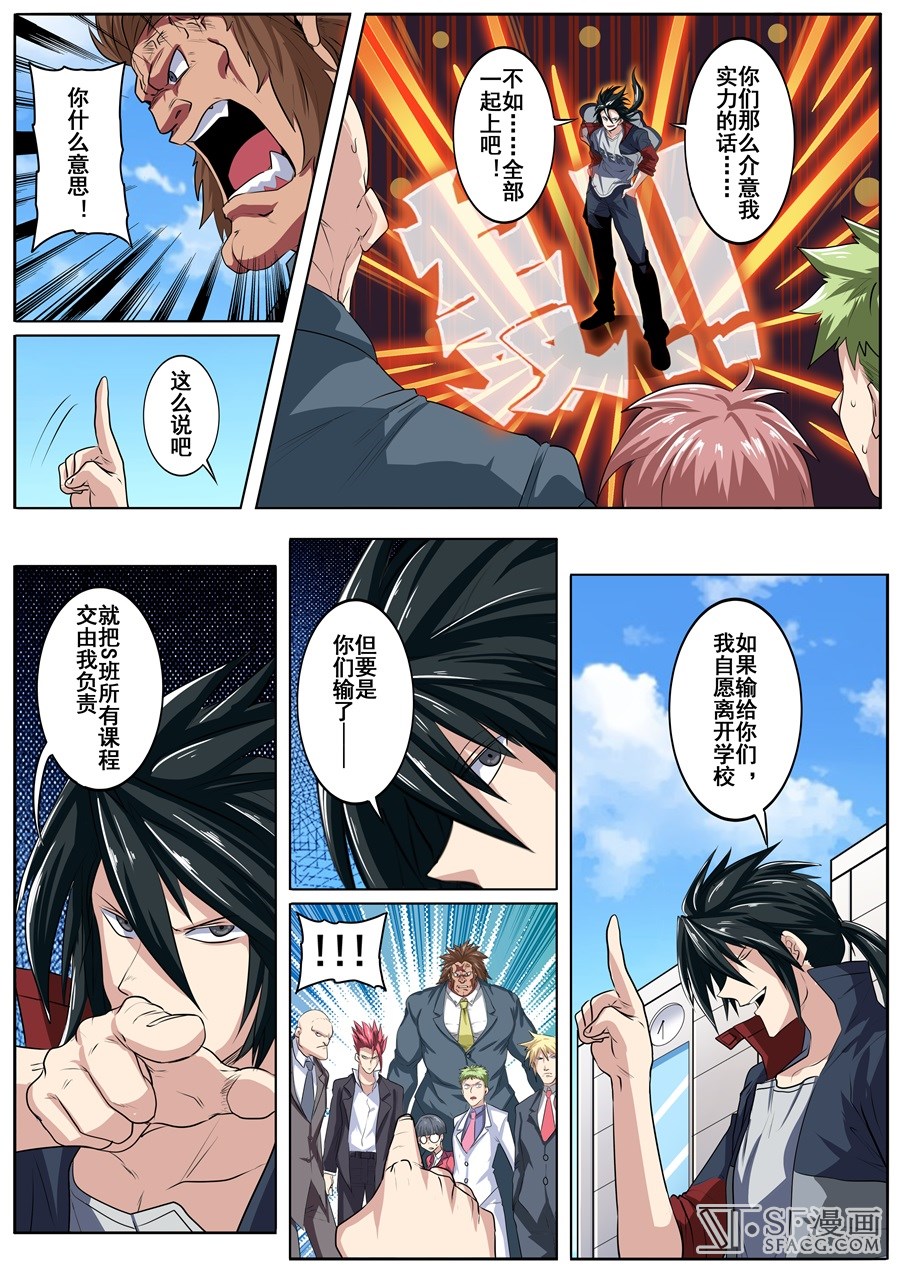 你们那么介意我
实力的话……
不如……全部
一起上吧！
你什么意思！
这么说吧
如果输给你们，
我自愿离开学校
但要是
你们输了——
!!!
就把S班所有课程
交由我负责
SF漫画
SFACG.COM